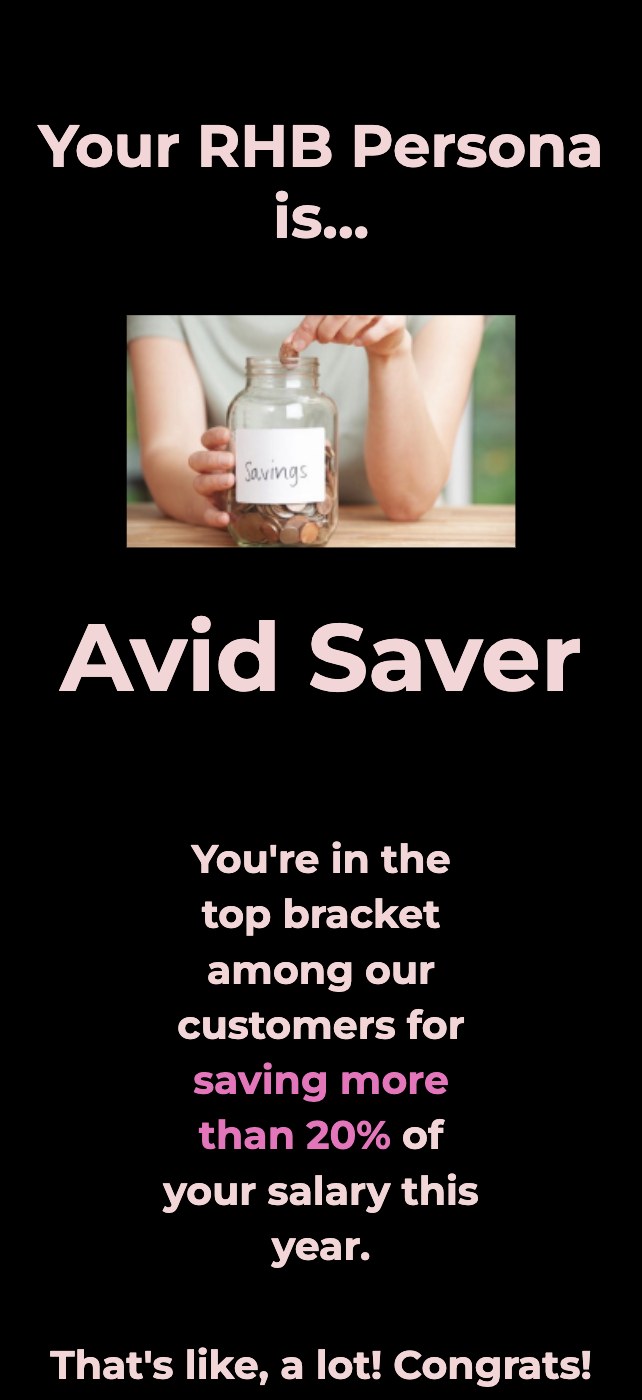 Your RHB Persona
is...
Savings
Avid Saver
You're in the
top bracket
among our
customers for
saving more
than 20% of
your salary this
year.
That's like, a lot! Congrats!